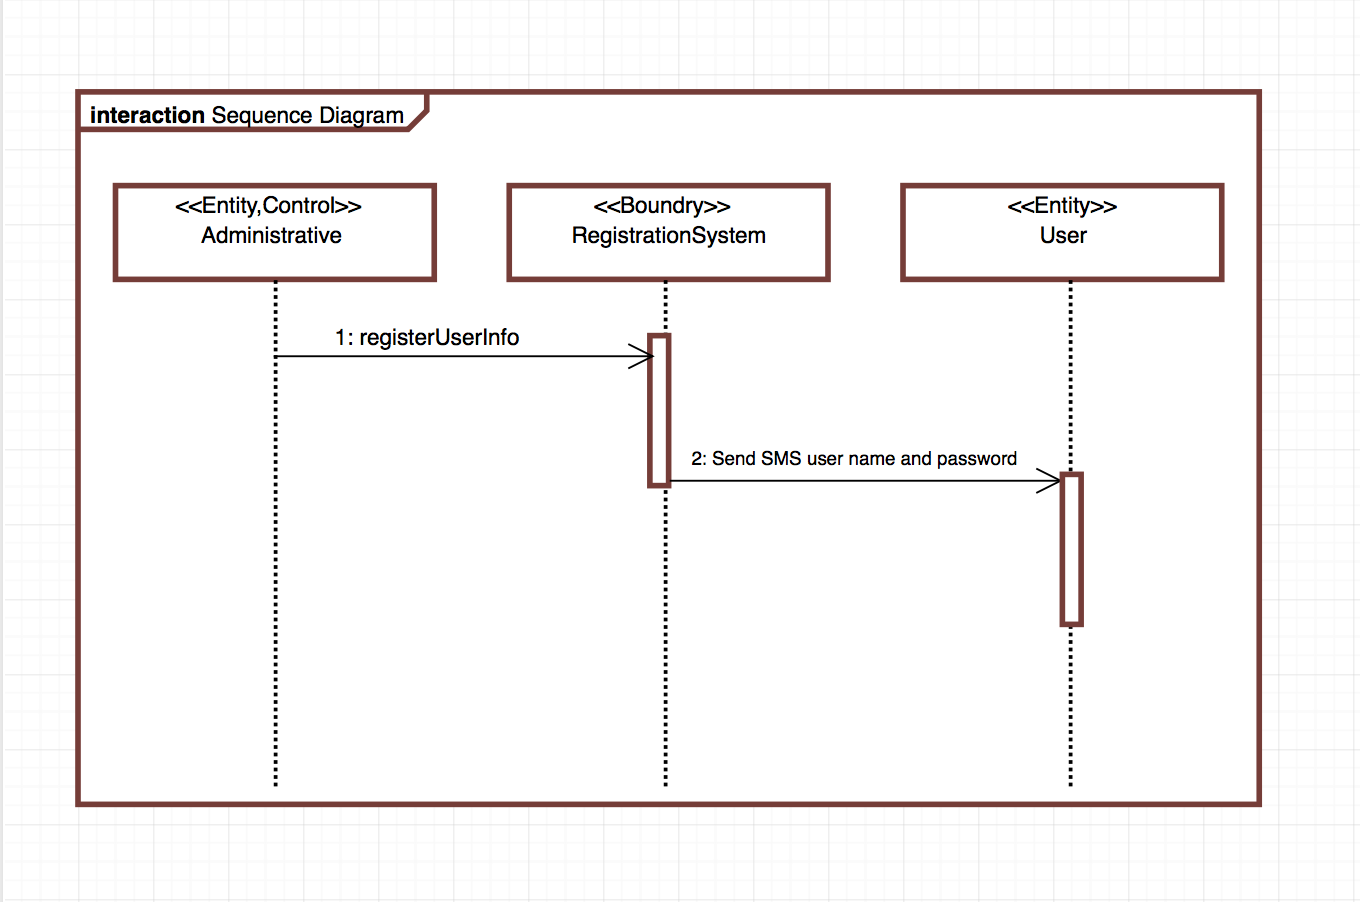 interaction Sequence Diagram
<<Entity,Control>>
Administrative
<<Boundry>>
RegistrationSystem
<<Entity>>
User
1: registerUserInfo
2: Send SMS user name and password